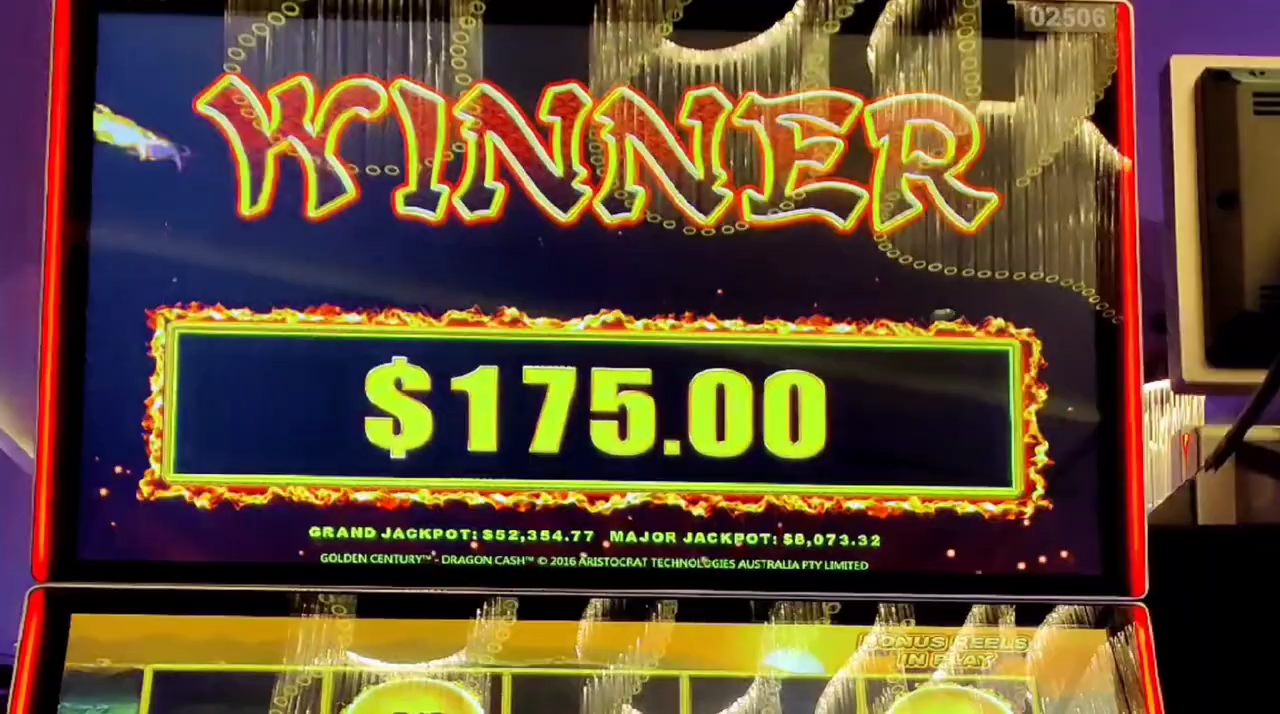 02506
WINNER
$175.00
GRAND JACKPOT: $52,354.77 MAJOR JACKPOT: $8,073.32
GOLDEN CENTURY™ - DRAGON CASH™ © 2016 ARISTOCRAT TECHNOLOGIES AUSTRALIA PTY LIMITED
BONUS REELS
IN PLAY